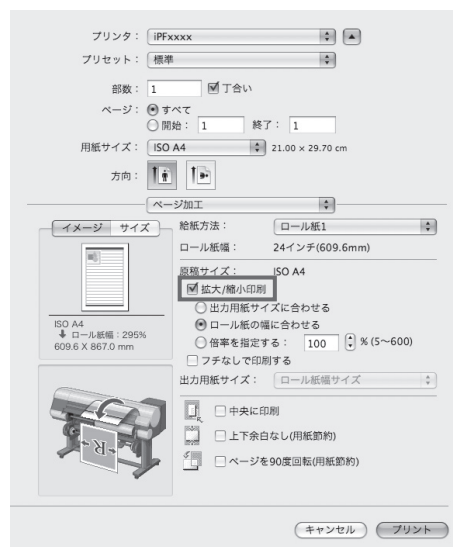 プリンタ： iPFxxxx
プリセット： 標準
部数： 1 丁合い
ページ： すべて
開始： 1 終了： 1
用紙サイズ： ISO A4 21.00 × 29.70 cm
方向：
ページ加工
イメージ サイズ
給紙方法： ロール紙1
ロール紙幅： 24インチ(609.6mm)
原稿サイズ： ISO A4
拡大/縮小印刷
出力用紙サイズに合わせる
ロール紙の幅に合わせる
倍率を指定する： 100 % (5～600)
フチなしで印刷する
出力用紙サイズ： ロール紙幅サイズ
ISO A4
ロール紙幅：295%
609.6 X 867.0 mm
R
中央に印刷
上下余白なし(用紙節約)
ページを90度回転(用紙節約)
キャンセル プリント